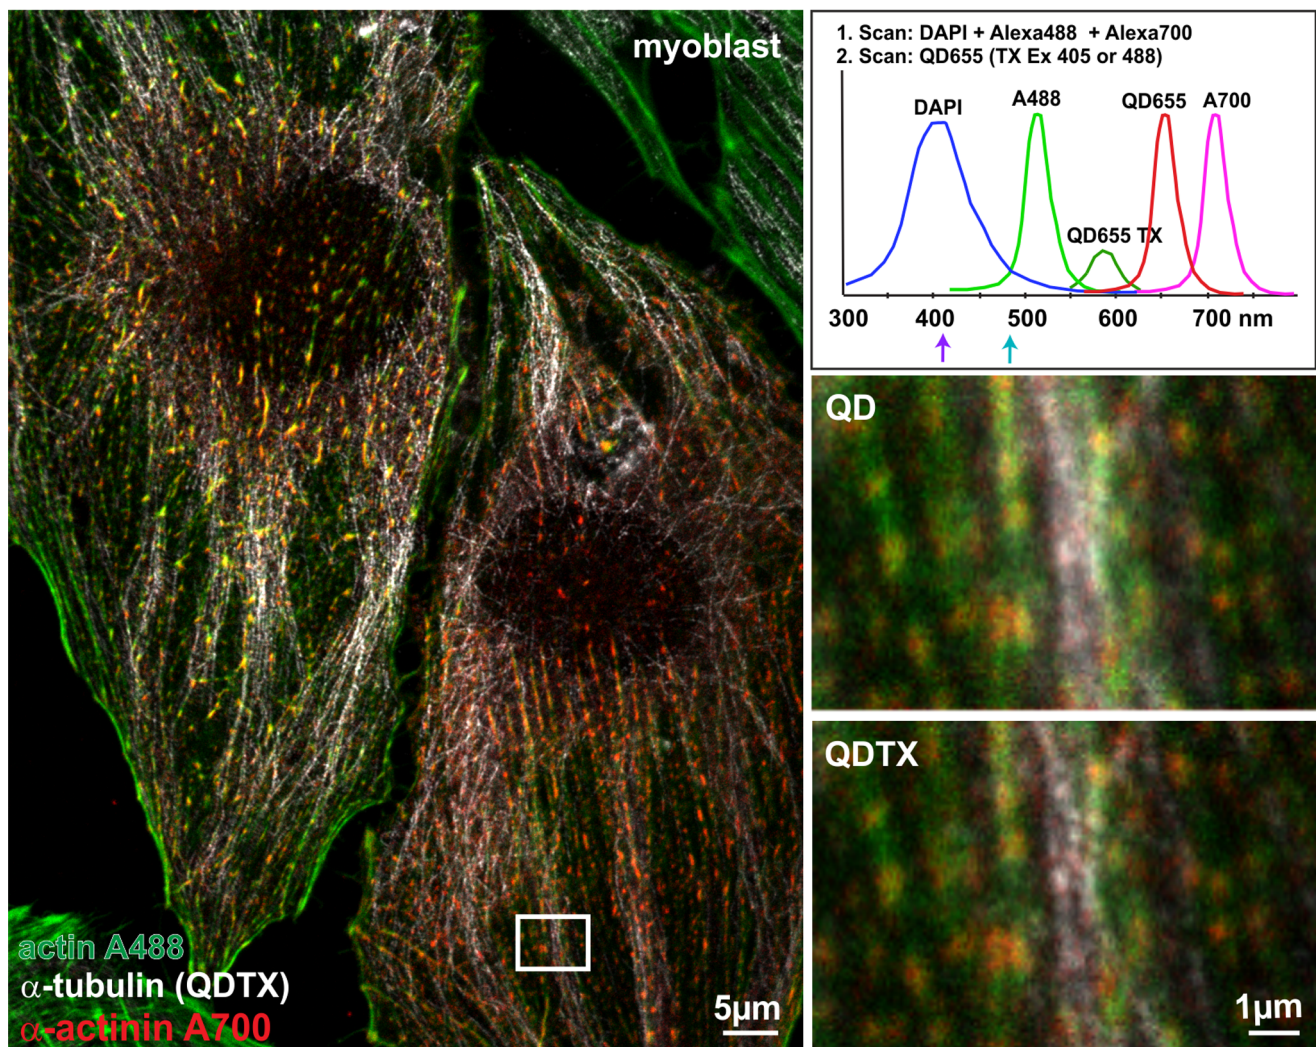 myoblast
actin A488
α-tubulin (QDTX)
α-actinin A700
5µm
1. Scan: DAPI + Alexa488 + Alexa700
2. Scan: QD655 (TX Ex 405 or 488)
DAPI
A488
QD655
A700
QD655 TX
300
400
500
600
700 nm
QD
QDTX
1µm